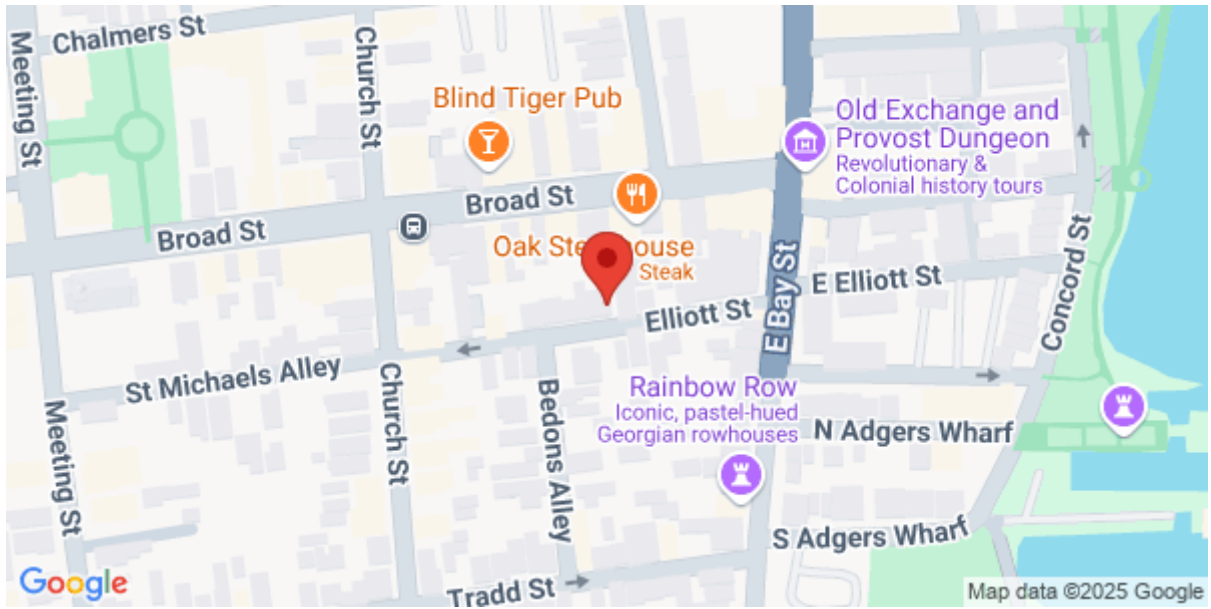 Chalmers St
Meeting St
Church St
Blind Tiger Pub
Old Exchange and
Provost Dungeon
Revolutionary &
Colonial history tours
Broad St
Broad St
Oak Ste house
Steak
Concord St
E Elliott St
E Bay St
Elliott St
St Michaels Alley
Church St
Bedons Alley
Rainbow Row
Iconic, pastel-hued
Georgian rowhouses
N Adgers Wharf
Meeting St
S Adgers Wharf
Tradd St
Google
Map data ©2025 Google